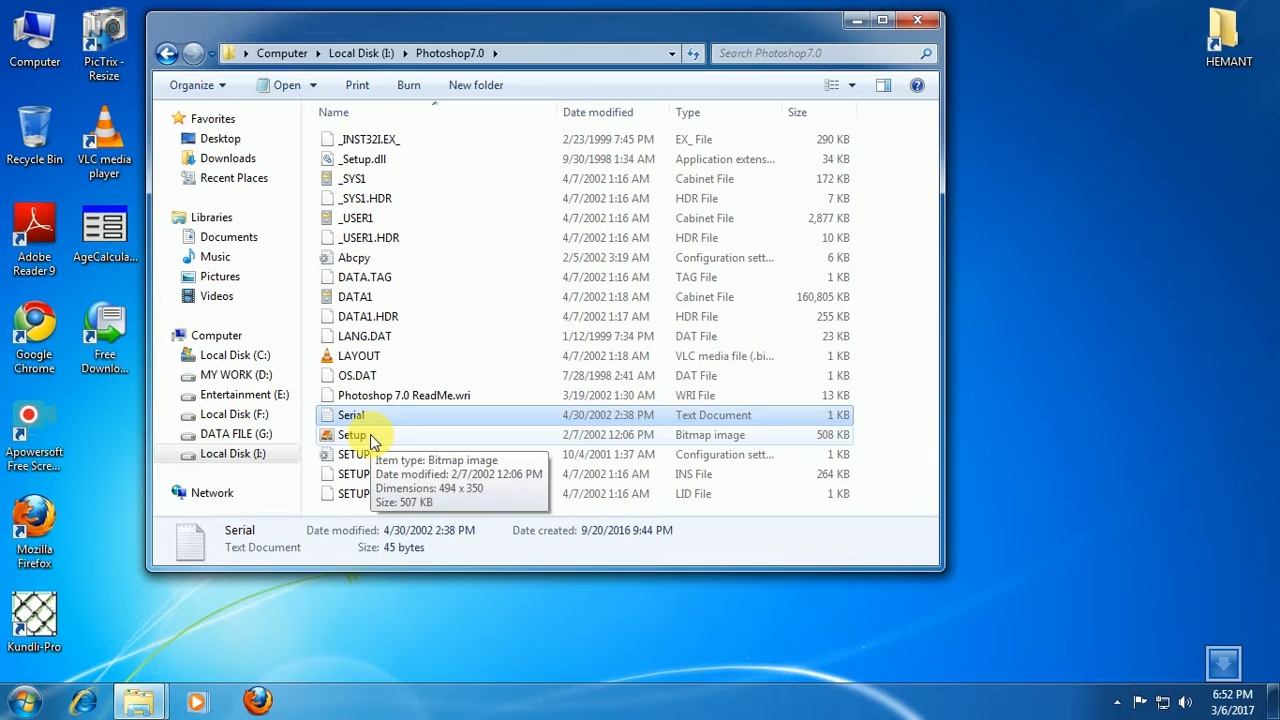 Computer
PicTrix -
Resize
HEMANT
Recycle Bin
VLC media
player
Adobe
Reader 9
AgeCalcula...
Google
Chrome
Free
Downlo...
Apowersoft
Free Scre...
Mozilla
Firefox
Kundli-Pro
Computer Local Disk (I:) Photoshop7.0
Search Photoshop7.0
Organize Open Print Burn New folder
Favorites
Desktop
Downloads
Recent Places
Libraries
Documents
Music
Pictures
Videos
Computer
Local Disk (C:)
MY WORK (D:)
Entertainment (E:)
Local Disk (F:)
DATA FILE (G:)
Local Disk (I:)
Network
Name Date modified Type Size
_INST32I.EX_ 2/23/1999 7:45 PM EX_ File 290 KB
_Setup.dll 9/30/1998 1:34 AM Application extens... 34 KB
_SYS1 4/7/2002 1:16 AM Cabinet File 172 KB
_SYS1.HDR 4/7/2002 1:16 AM HDR File 7 KB
_USER1 4/7/2002 1:16 AM Cabinet File 2,877 KB
_USER1.HDR 4/7/2002 1:16 AM HDR File 10 KB
Abcpy 2/5/2002 3:19 AM Configuration sett... 6 KB
DATA.TAG 4/7/2002 1:16 AM TAG File 1 KB
DATA1 4/7/2002 1:18 AM Cabinet File 160,805 KB
DATA1.HDR 4/7/2002 1:17 AM HDR File 255 KB
LANG.DAT 1/12/1999 7:34 PM DAT File 23 KB
LAYOUT 4/7/2002 1:18 AM VLC media file (.bi... 1 KB
OS.DAT 7/28/1998 2:41 AM DAT File 1 KB
Photoshop 7.0 ReadMe.wri 3/19/2002 1:30 AM WRI File 13 KB
Serial 4/30/2002 2:38 PM Text Document 1 KB
Setup 2/7/2002 12:06 PM Bitmap image 508 KB
SETUP 10/4/2001 1:37 AM Configuration sett... 1 KB
SETUP 4/7/2002 1:16 AM INS File 264 KB
SETUP 4/7/2002 1:16 AM LID File 1 KB
Item type: Bitmap image
Date modified: 2/7/2002 12:06 PM
Dimensions: 494 x 350
Size: 507 KB
Serial Date modified: 4/30/2002 2:38 PM Date created: 9/20/2016 9:44 PM
Text Document Size: 45 bytes
6:52 PM
3/6/2017